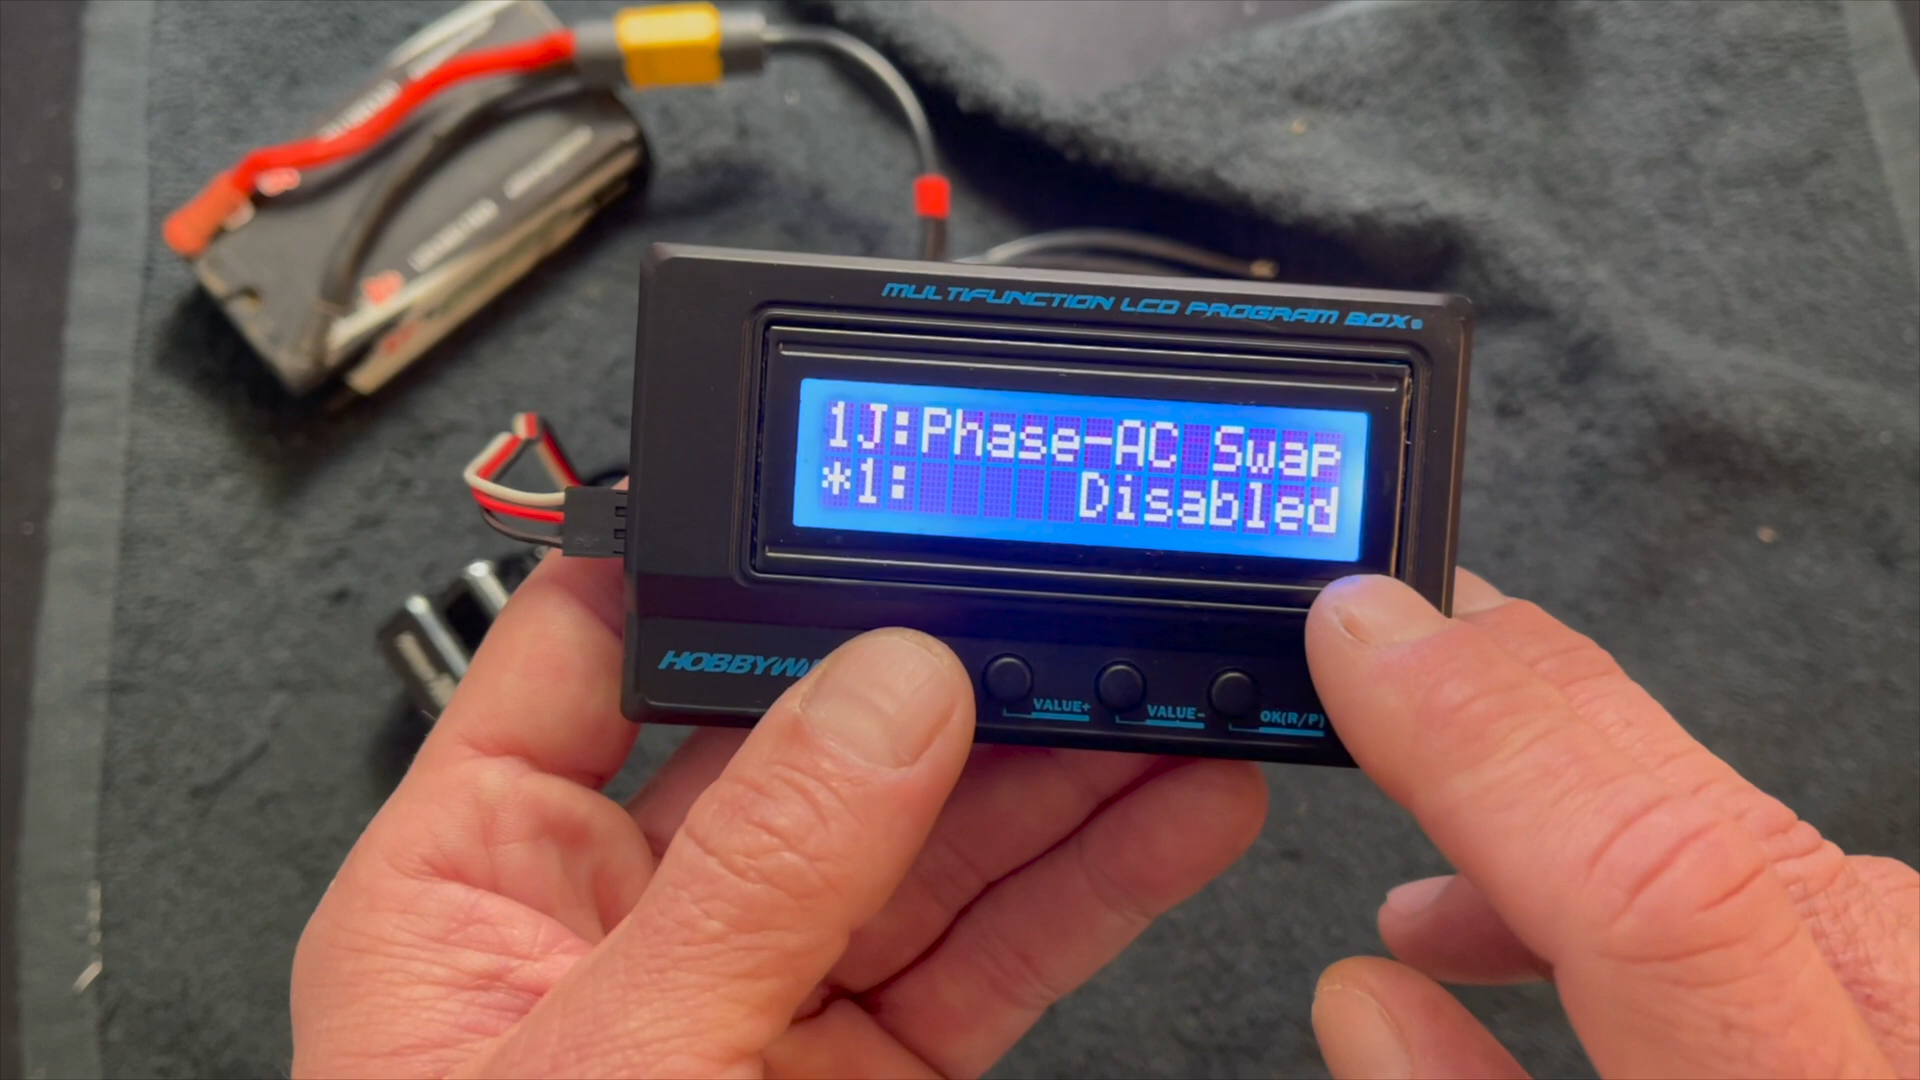 MULTIFUNCTION LCD PROGRAM BOX
1J:Phase-AC Swap
*1: Disabled
VALUE+
VALUE-
OK(R/P)